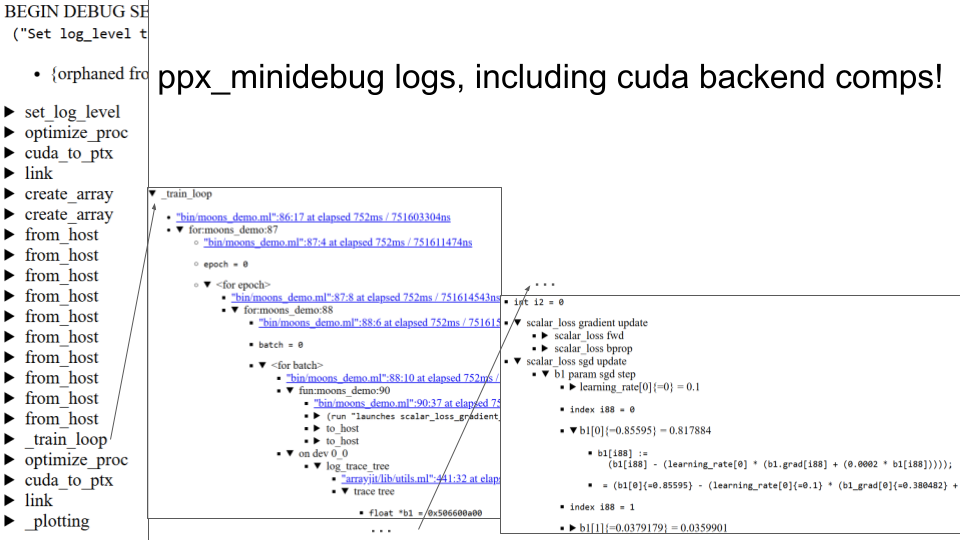 BEGIN DEBUG SE
("Set log_level t
{orphaned fro
set_log_level
optimize_proc
cuda_to_ptx
link
create_array
create_array
from_host
from_host
from_host
from_host
from_host
from_host
from_host
from_host
from_host
from_host
_train_loop
optimize_proc
cuda_to_ptx
link
_plotting
ppx_minidebug logs, including cuda backend comps!
_train_loop
"bin/moons_demo.ml":86:17 at elapsed 752ms / 751603304ns
for:moons_demo:87
"bin/moons_demo.ml":87:4 at elapsed 752ms / 751611474ns
epoch = 0
<for epoch>
"bin/moons_demo.ml":87:8 at elapsed 752ms / 751614543ns
for:moons_demo:88
"bin/moons_demo.ml":88:6 at elapsed 752ms / 751615
batch = 0
<for batch>
"bin/moons_demo.ml":88:10 at elapsed 752ms /
fun:moons_demo:90
"bin/moons_demo.ml":90:37 at elapsed 75
(run "launches scalar_loss_gradient_
to_host
to_host
on dev 0_0
log_trace_tree
"arrayjit/lib/utils.ml":441:32 at elap
trace tree
float *b1 = 0x506600a00
...
...
int i2 = 0
scalar_loss gradient update
scalar_loss fwd
scalar_loss bprop
scalar_loss sgd update
b1 param sgd step
learning_rate[0]{=0} = 0.1
index i88 = 0
b1[0]{=0.85595} = 0.817884
b1[i88] :=
(b1[i88] - (learning_rate[0] * (b1.grad[i88] + (0.0002 * b1[i88]))));
= (b1[0]{=0.85595} - (learning_rate[0]{=0.1} * (b1_grad[0]{=0.380482} +
index i88 = 1
b1[1]{=0.0379179} = 0.0359901